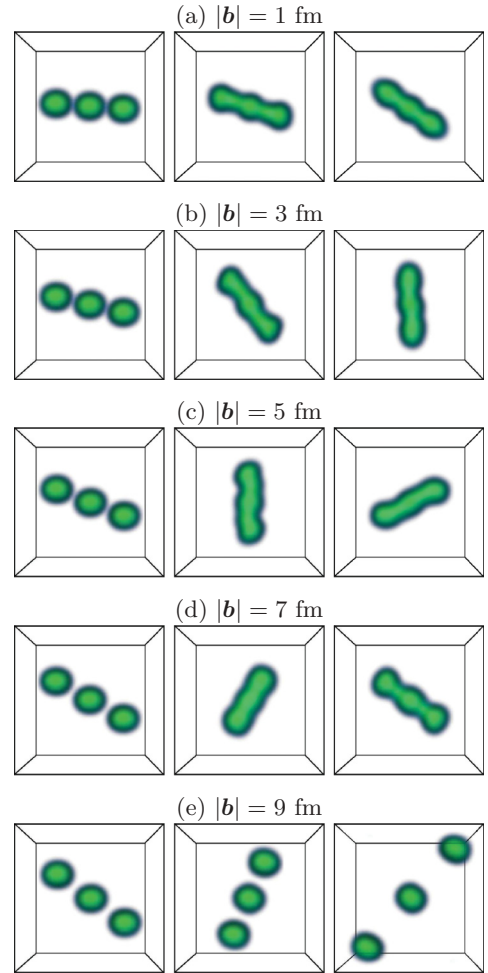 (a) |b| = 1 fm
(b) |b| = 3 fm
(c) |b| = 5 fm
(d) |b| = 7 fm
(e) |b| = 9 fm